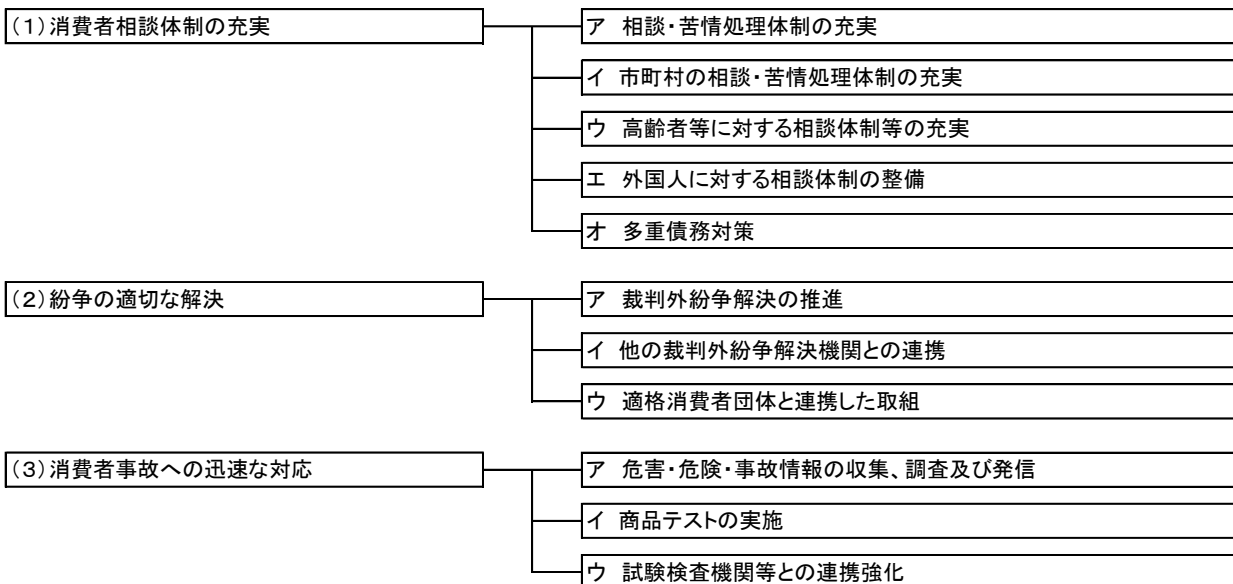 （１）消費者相談体制の充実
ア 相談・苦情処理体制の充実
イ 市町村の相談・苦情処理体制の充実
ウ 高齢者等に対する相談体制等の充実
エ 外国人に対する相談体制の整備
オ 多重債務対策
（２）紛争の適切な解決
ア 裁判外紛争解決の推進
イ 他の裁判外紛争解決機関との連携
ウ 適格消費者団体と連携した取組
（３）消費者事故への迅速な対応
ア 危害・危険・事故情報の収集、調査及び発信
イ 商品テストの実施
ウ 試験検査機関等との連携強化